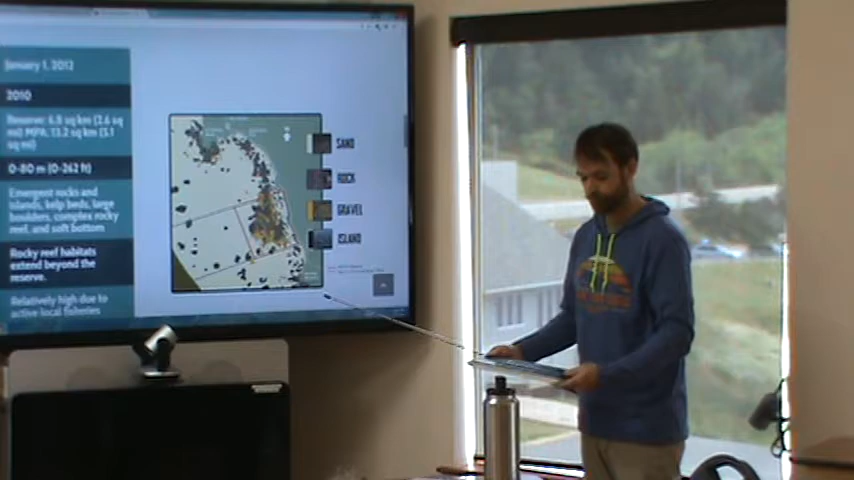 January 1, 2012
2010
Reserve: 6.8 sq km (2.6 sq
mi) MPA: 13.2 sq km (5.1
sq mi)
0-80 m (0-262 ft)
Emergent rocks and
islands, kelp beds, large
boulders, complex rocky
reef, and soft bottom
Rocky reef habitats
extend beyond the
reserve.
Relatively high due to
active local fisheries
SAND
ROCK
GRAVEL
ISLAND